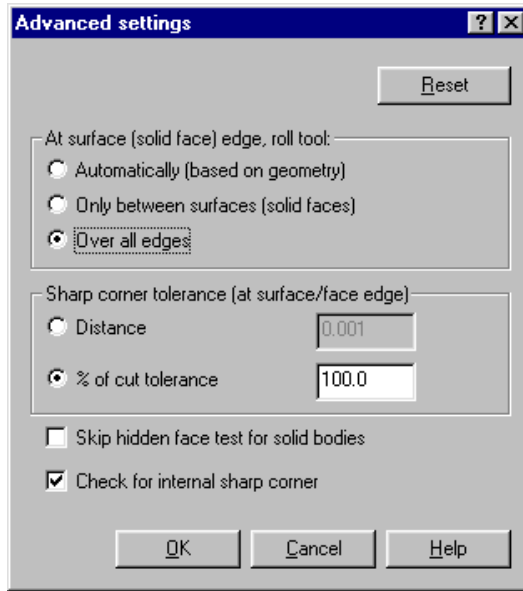 Advanced settings
Reset
At surface (solid face) edge, roll tool:
Automatically (based on geometry)
Only between surfaces (solid faces)
Over all edges
Sharp corner tolerance (at surface/face edge)
Distance 0.001
% of cut tolerance 100.0
Skip hidden face test for solid bodies
Check for internal sharp corner
OK Cancel Help